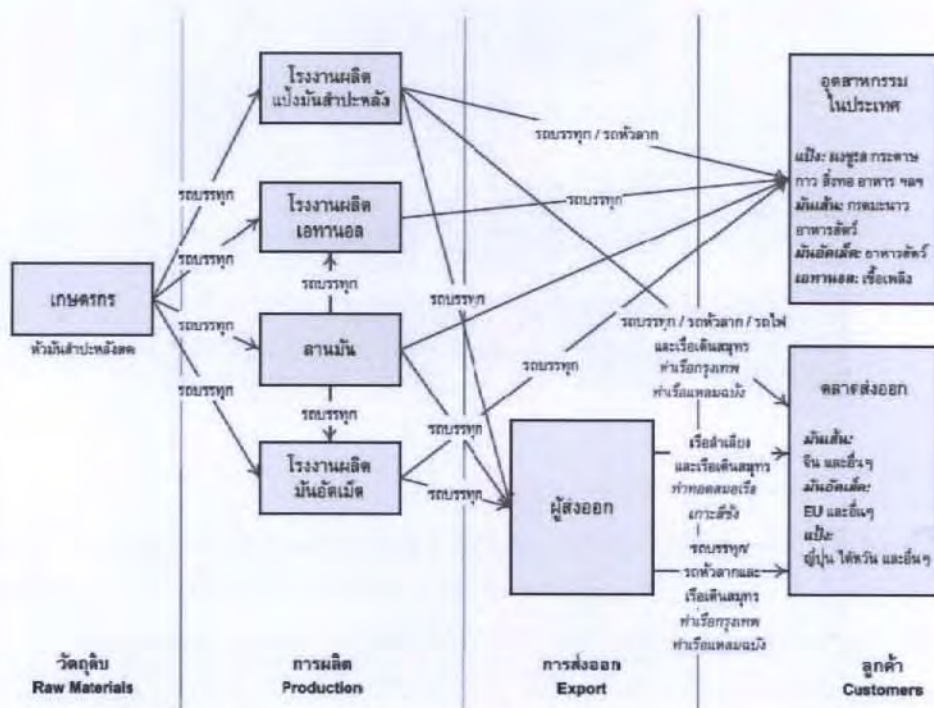 โรงงานผลิต
แป้งมันสำปะหลัง
อุตสาหกรรม
ในประเทศ
รถบรรทุก / รถหัวลาก
แป้ง: ผงชูรส กระดาษ
กาว สิ่งทอ อาหาร ฯลฯ
มันเส้น: กรดมะนาว
อาหารสัตว์
มันอัดเม็ด: อาหารสัตว์
เอทานอล: เชื้อเพลิง
รถบรรทุก
โรงงานผลิต
เอทานอล
รถบรรทุก
รถบรรทุก
เกษตรกร
หัวมันสำปะหลังสด
รถบรรทุก
รถบรรทุก
ลานมัน
รถบรรทุก / รถหัวลาก / รถไฟ
และเรือเดินสมุทร
ท่าเรือกรุงเทพ
ท่าเรือแหลมฉบัง
รถบรรทุก
รถบรรทุก
รถบรรทุก
รถบรรทุก
โรงงานผลิต
มันอัดเม็ด
รถบรรทุก
ผู้ส่งออก
เรือลำเลียง
และเรือเดินสมุทร
ท่าทอดสมอเรือ
เกาะสีชัง
รถบรรทุก/
รถหัวลากและ
เรือเดินสมุทร
ท่าเรือกรุงเทพ
ท่าเรือแหลมฉบัง
ตลาดส่งออก
มันเส้น:
จีน และอื่นๆ
มันอัดเม็ด:
EU และอื่นๆ
แป้ง:
ญี่ปุ่น ไต้หวัน และอื่นๆ
วัตถุดิบ
Raw Materials
การผลิต
Production
การส่งออก
Export
ลูกค้า
Customers